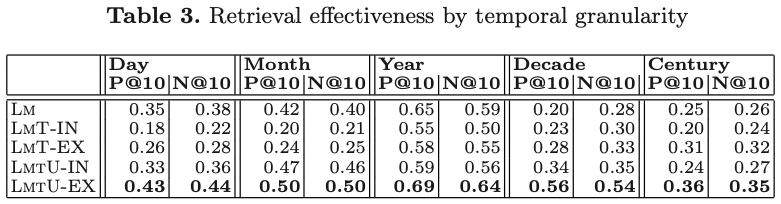 Table 3. Retrieval effectiveness by temporal granularity
Day Month Year Decade Century
P@10 N@10 P@10 N@10 P@10 N@10 P@10 N@10 P@10 N@10
LM 0.35 0.38 0.42 0.40 0.65 0.59 0.20 0.28 0.25 0.26
LMT-IN 0.18 0.22 0.20 0.21 0.55 0.50 0.23 0.30 0.20 0.24
LMT-EX 0.26 0.28 0.24 0.25 0.58 0.55 0.28 0.33 0.31 0.32
LMTU-IN 0.33 0.36 0.47 0.46 0.59 0.56 0.34 0.35 0.24 0.27
LMTU-EX 0.43 0.44 0.50 0.50 0.69 0.64 0.56 0.54 0.36 0.35